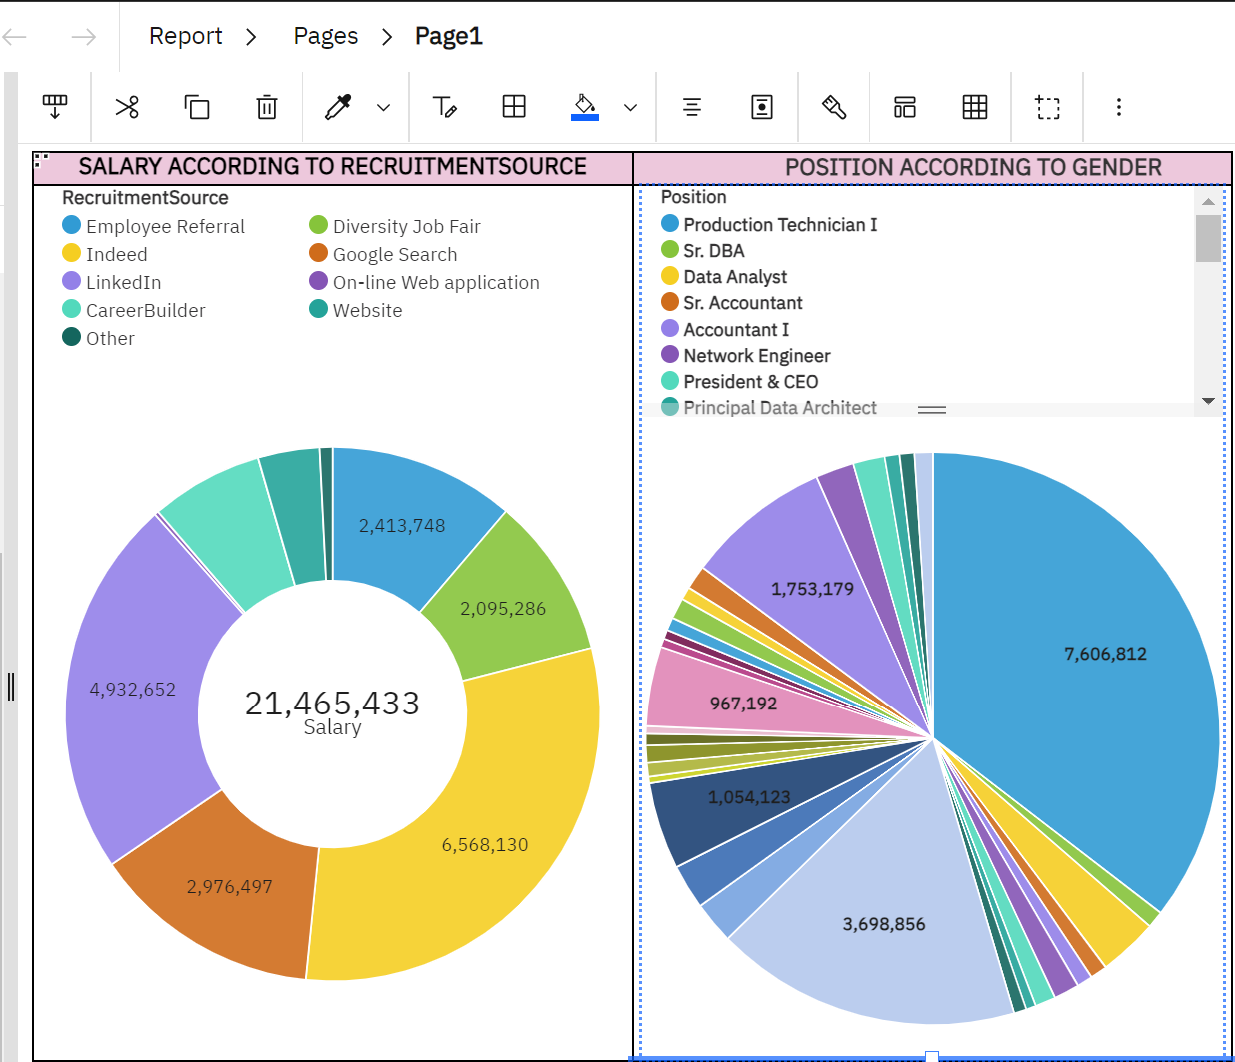 Report > Pages > Page1
SALARY ACCORDING TO RECRUITMENTSOURCE
RecruitmentSource
Employee Referral
Diversity Job Fair
Indeed
Google Search
LinkedIn
On-line Web application
CareerBuilder
Website
Other
2,413,748
2,095,286
4,932,652
21,465,433
Salary
6,568,130
2,976,497
POSITION ACCORDING TO GENDER
Position
Production Technician I
Sr. DBA
Data Analyst
Sr. Accountant
Accountant I
Network Engineer
President & CEO
Principal Data Architect
1,753,179
7,606,812
967,192
1,054,123
3,698,856